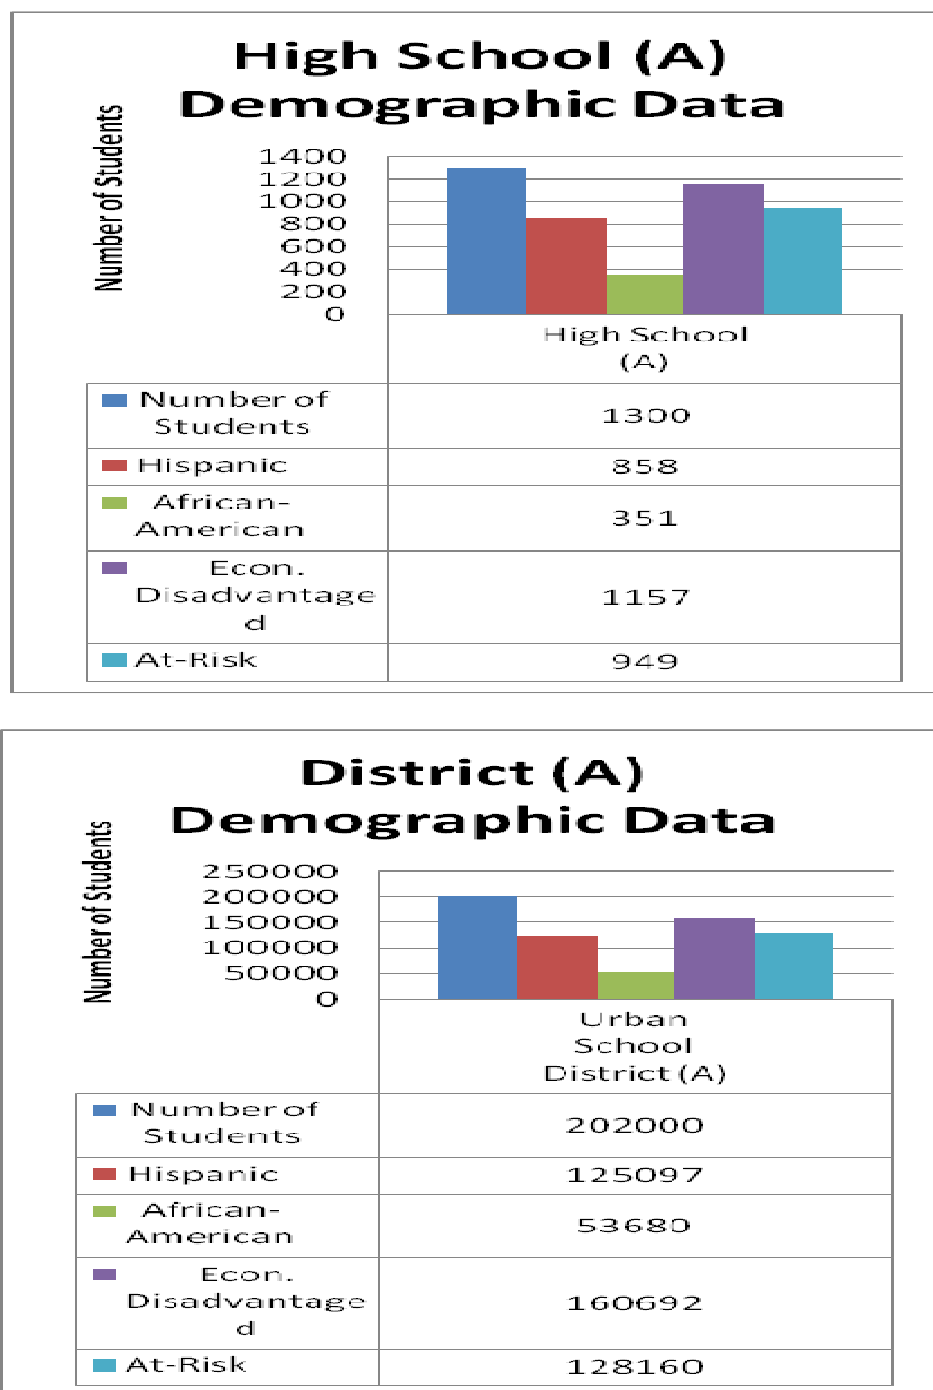 High School (A)
Demographic Data
Number of Students
1400
1200
1000
800
600
400
200
0
High School
(A)
Number of
Students
1300
Hispanic
858
African-
American
351
Econ.
Disadvantage
d
1157
At-Risk
949
District (A)
Demographic Data
Number of Students
250000
200000
150000
100000
50000
0
Urban
School
District (A)
Number of
Students
202000
Hispanic
125097
African-
American
53680
Econ.
Disadvantage
d
160692
At-Risk
128160